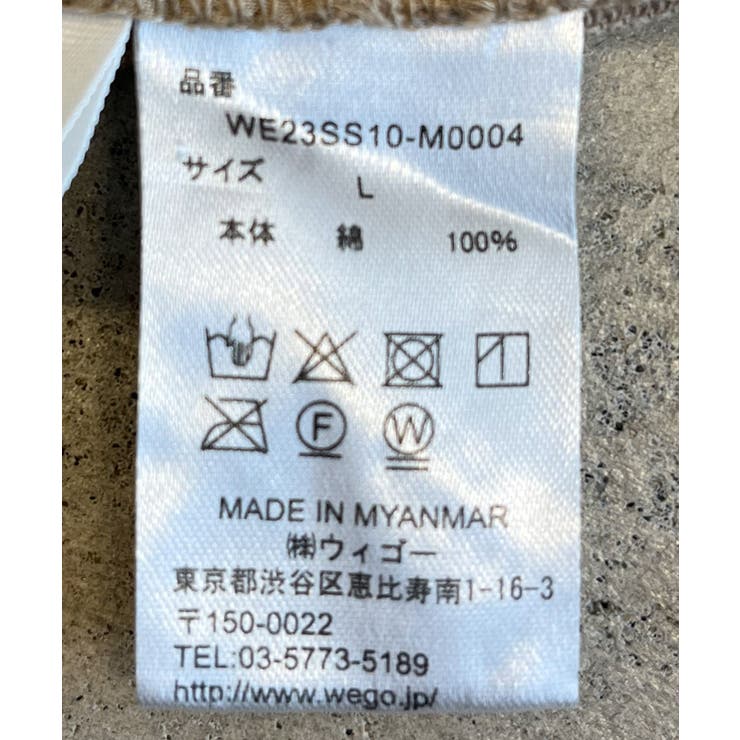 品番
WE23SS10-M0004
サイズ L
本体 綿 100%
F W
MADE IN MYANMAR
㈱ウィゴー
東京都渋谷区恵比寿南1-16-3
〒150-0022
TEL:03-5773-5189
http://www.wego.jp/